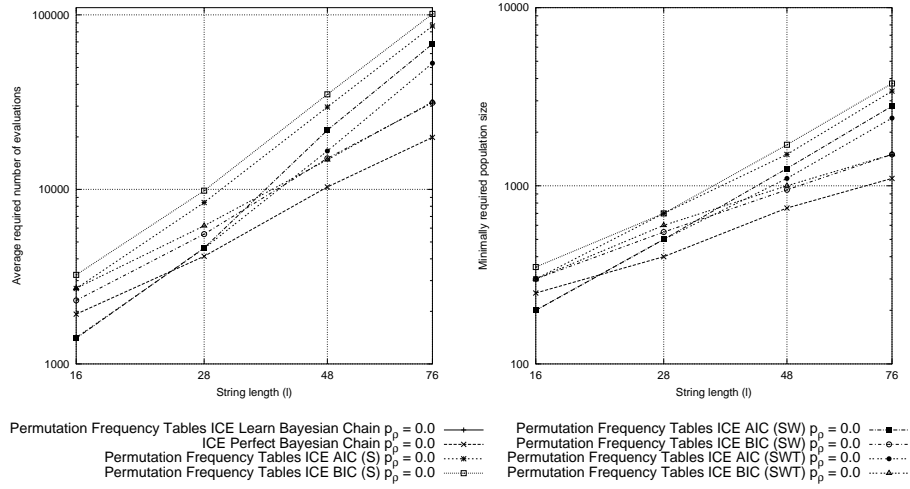 100000
10000
1000
Average required number of evaluations
16 28 48 76
String length (l)
10000
1000
100
Minimally required population size
16 28 48 76
String length (l)
Permutation Frequency Tables ICE Learn Bayesian Chain pρ = 0.0
ICE Perfect Bayesian Chain pρ = 0.0
Permutation Frequency Tables ICE AIC (S) pρ = 0.0
Permutation Frequency Tables ICE BIC (S) pρ = 0.0
Permutation Frequency Tables ICE AIC (SW) pρ = 0.0
Permutation Frequency Tables ICE BIC (SW) pρ = 0.0
Permutation Frequency Tables ICE AIC (SWT) pρ = 0.0
Permutation Frequency Tables ICE BIC (SWT) pρ = 0.0